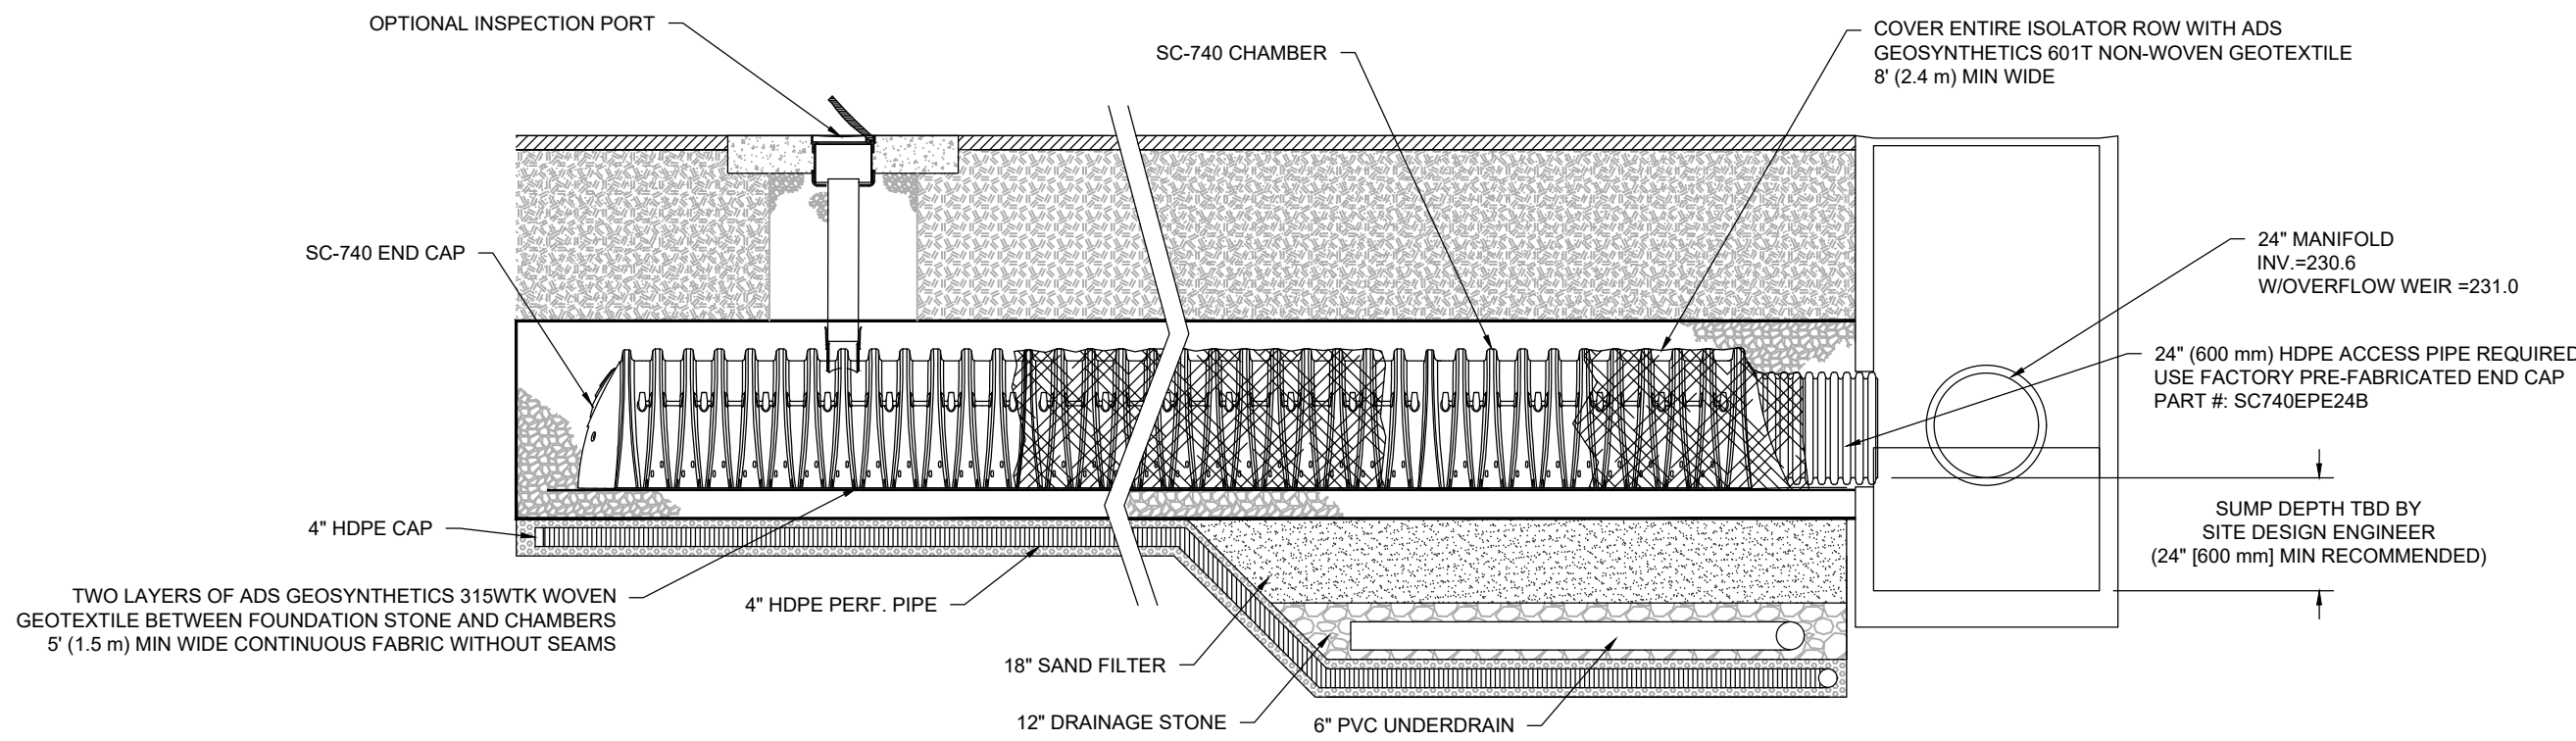 OPTIONAL INSPECTION PORT
SC-740 CHAMBER
COVER ENTIRE ISOLATOR ROW WITH ADS
GEOSYNTHETICS 601T NON-WOVEN GEOTEXTILE
8' (2.4 m) MIN WIDE
SC-740 END CAP
24" MANIFOLD
INV.=230.6
W/OVERFLOW WEIR =231.0
24" (600 mm) HDPE ACCESS PIPE REQUIRED
USE FACTORY PRE-FABRICATED END CAP
PART #: SC740EPE24B
4" HDPE CAP
SUMP DEPTH TBD BY
SITE DESIGN ENGINEER
(24" [600 mm] MIN RECOMMENDED)
TWO LAYERS OF ADS GEOSYNTHETICS 315WTK WOVEN
GEOTEXTILE BETWEEN FOUNDATION STONE AND CHAMBERS
5' (1.5 m) MIN WIDE CONTINUOUS FABRIC WITHOUT SEAMS
4" HDPE PERF. PIPE
18" SAND FILTER
12" DRAINAGE STONE
6" PVC UNDERDRAIN